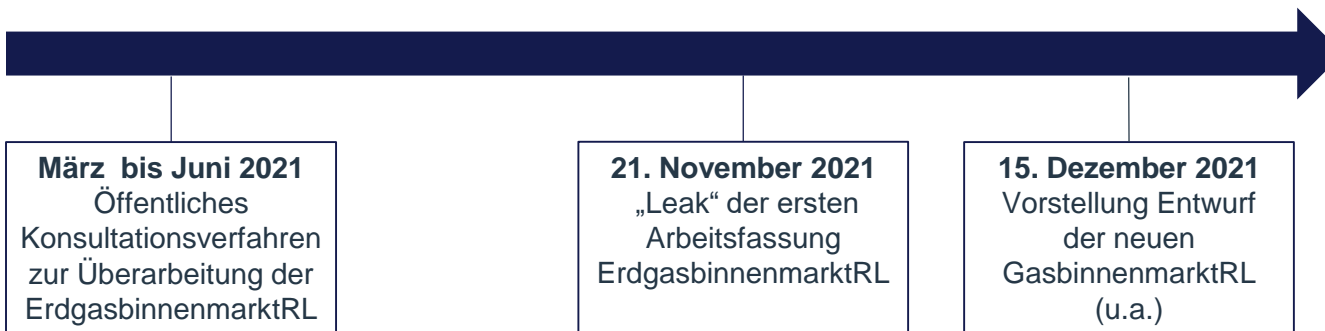 März bis Juni 2021
Öffentliches
Konsultationsverfahren
zur Überarbeitung der
ErdgasbinnenmarktRL
21. November 2021
„Leak“ der ersten
Arbeitsfassung
ErdgasbinnenmarktRL
15. Dezember 2021
Vorstellung Entwurf
der neuen
GasbinnenmarktRL
(u.a.)